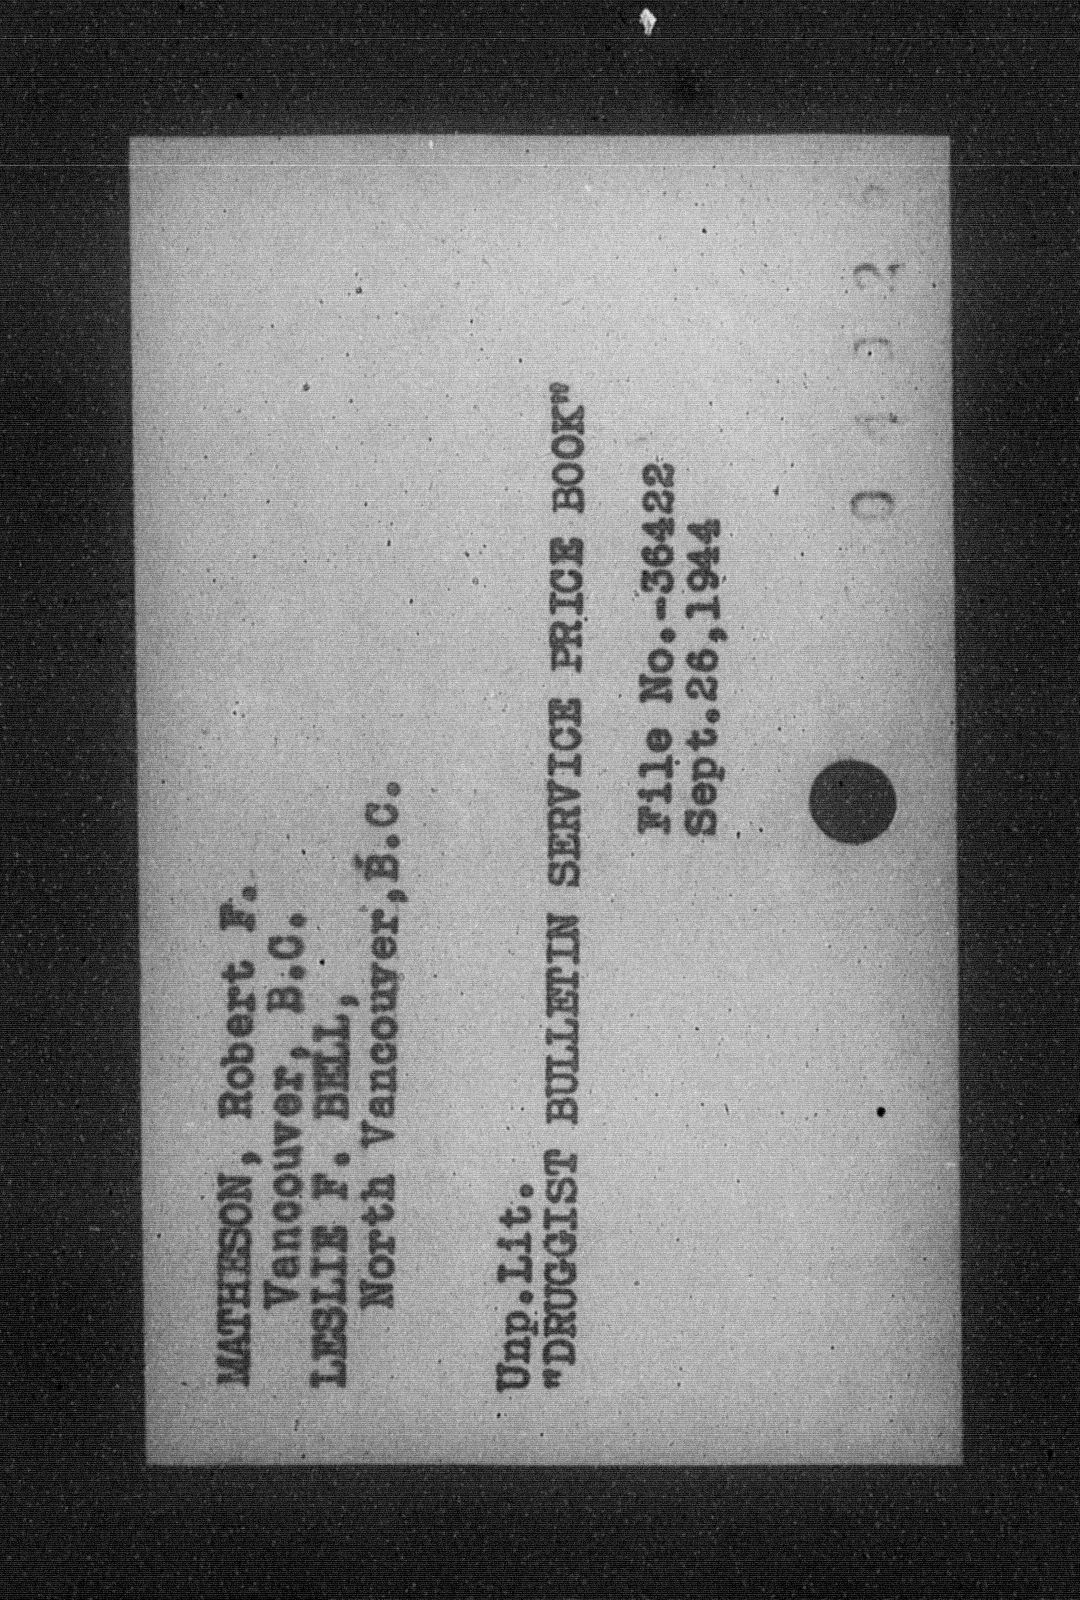 MATHESON, Robert F.
Vancouver, B.C.
LESLIE F. BELL,
North Vancouver,B.C.
Unp.Lit.
"DRUGGIST BULLETIN SERVICE PRICE BOOK"
File No.-36422
Sept.26,1944